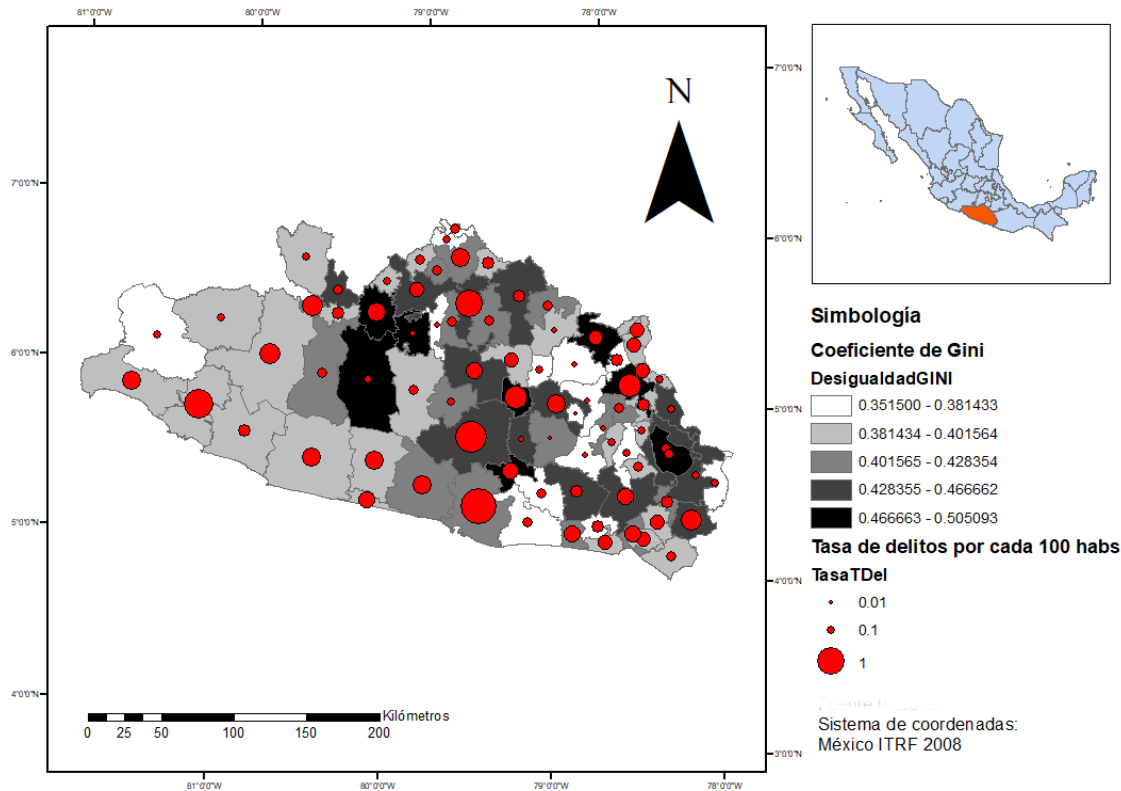 81°0'0"W 80°0'0"W 79°0'0"W 78°0'0"W
7°0'0"N
6°0'0"N
5°0'0"N
4°0'0"N
N
7°0'0"N
6°0'0"N
5°0'0"N
4°0'0"N
3°0'0"N
81°0'0"W 80°0'0"W 79°0'0"W 78°0'0"W
Kilómetros
0 25 50 100 150 200
Simbología
Coeficiente de Gini
DesigualdadGINI
0.351500 - 0.381433
0.381434 - 0.401564
0.401565 - 0.428354
0.428355 - 0.466662
0.466663 - 0.505093
Tasa de delitos por cada 100 habs
TasaTDel
0.01
0.1
1
Sistema de coordenadas:
México ITRF 2008